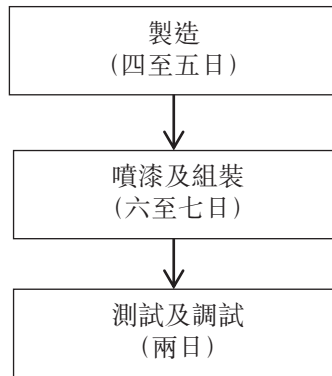 製造
(四至五日)
噴漆及組裝
(六至七日)
測試及調試
(兩日)